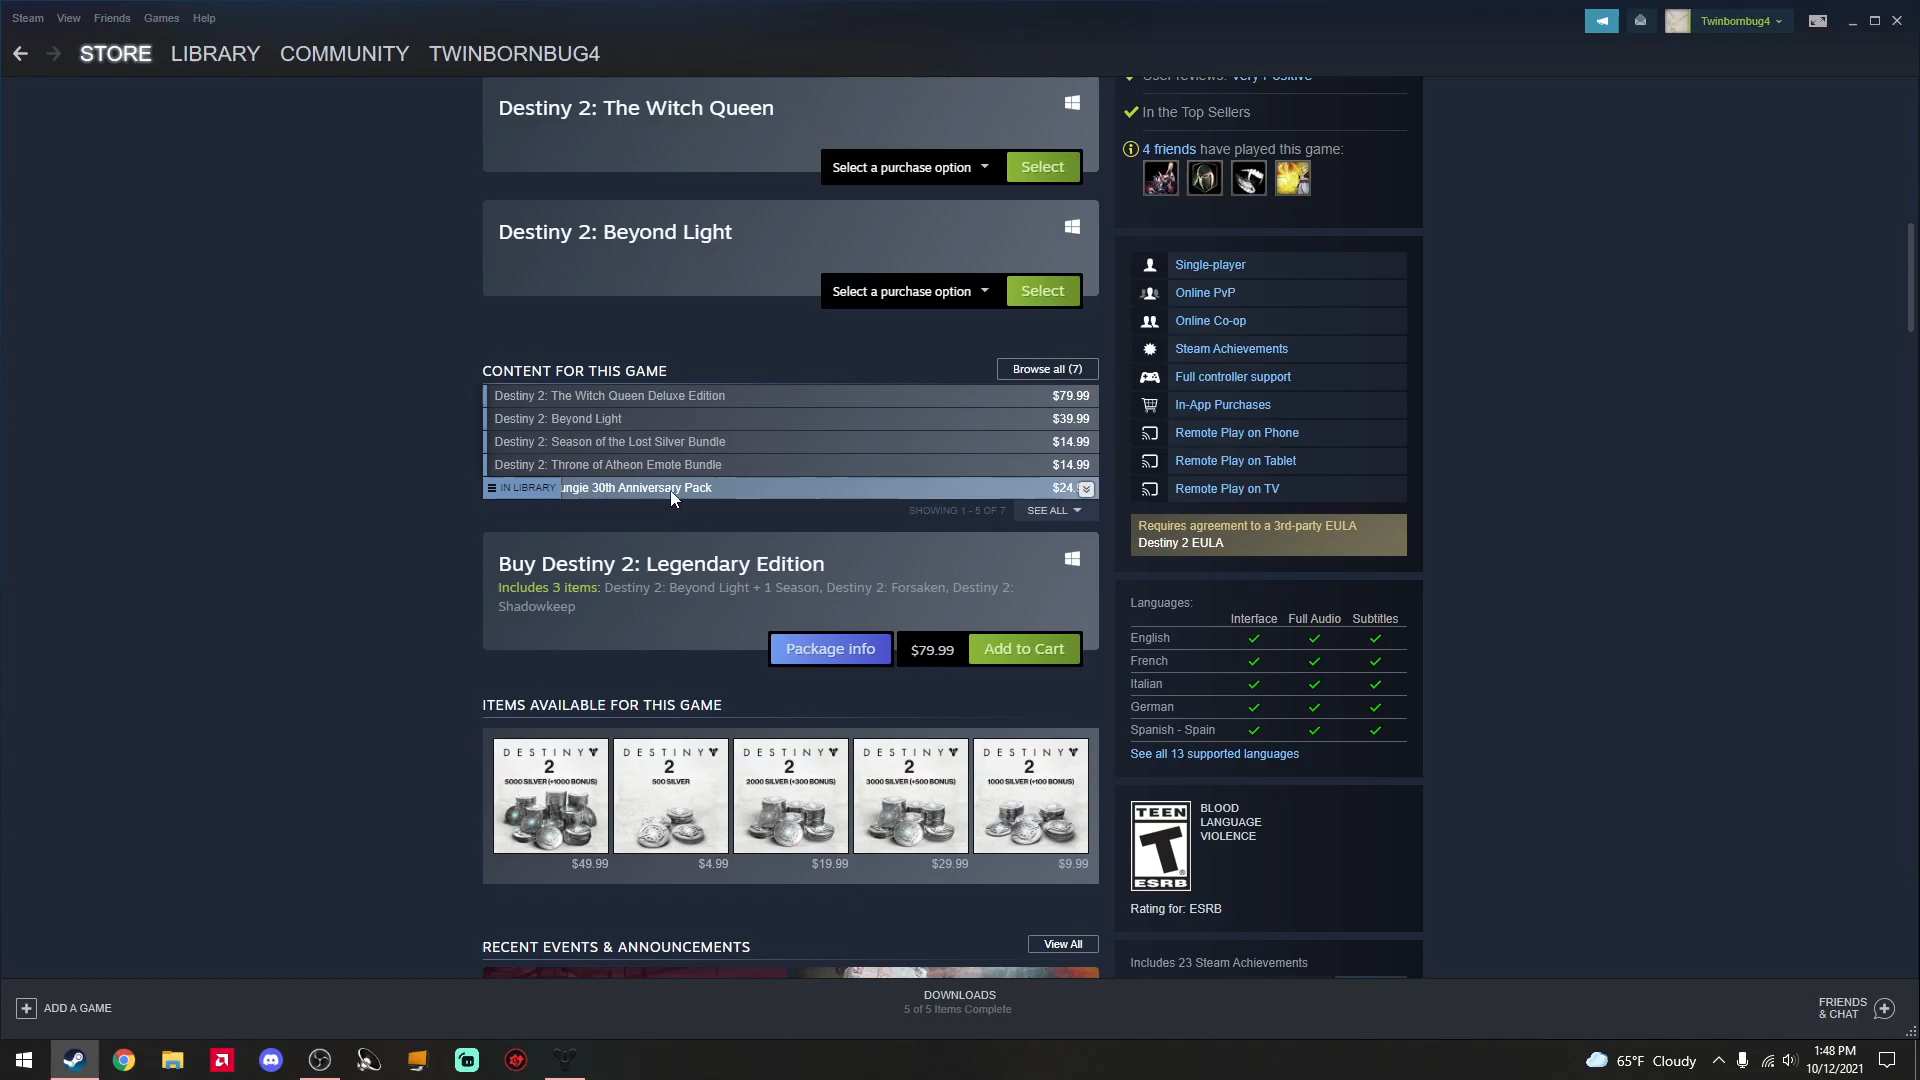 Steam View Friends Games Help
Twinbornbug4
STORE LIBRARY COMMUNITY TWINBORNBUG4
Destiny 2: The Witch Queen
Select a purchase option Select
Destiny 2: Beyond Light
Select a purchase option Select
CONTENT FOR THIS GAME Browse all (7)
Destiny 2: The Witch Queen Deluxe Edition $79.99
Destiny 2: Beyond Light $39.99
Destiny 2: Season of the Lost Silver Bundle $14.99
Destiny 2: Throne of Atheon Emote Bundle $14.99
IN LIBRARY ungie 30th Anniversary Pack $24.
SHOWING 1 - 5 OF 7 SEE ALL
Buy Destiny 2: Legendary Edition
Includes 3 items: Destiny 2: Beyond Light + 1 Season, Destiny 2: Forsaken, Destiny 2:
Shadowkeep
Package info $79.99 Add to Cart
ITEMS AVAILABLE FOR THIS GAME
DESTINY 2
5000 SILVER (+1000 BONUS)
$49.99
DESTINY 2
500 SILVER
$4.99
DESTINY 2
2000 SILVER (+300 BONUS)
$19.99
DESTINY 2
3000 SILVER (+500 BONUS)
$29.99
DESTINY 2
1000 SILVER (+100 BONUS)
$9.99
RECENT EVENTS & ANNOUNCEMENTS View All
User reviews: Very Positive
In the Top Sellers
4 friends have played this game:
Single-player
Online PvP
Online Co-op
Steam Achievements
Full controller support
In-App Purchases
Remote Play on Phone
Remote Play on Tablet
Remote Play on TV
Requires agreement to a 3rd-party EULA
Destiny 2 EULA
Languages:
Interface Full Audio Subtitles
English
French
Italian
German
Spanish - Spain
See all 13 supported languages
TEEN
T
ESRB
BLOOD
LANGUAGE
VIOLENCE
Rating for: ESRB
Includes 23 Steam Achievements
ADD A GAME
DOWNLOADS
5 of 5 Items Complete
FRIENDS
& CHAT
65°F Cloudy
1:48 PM
10/12/2021